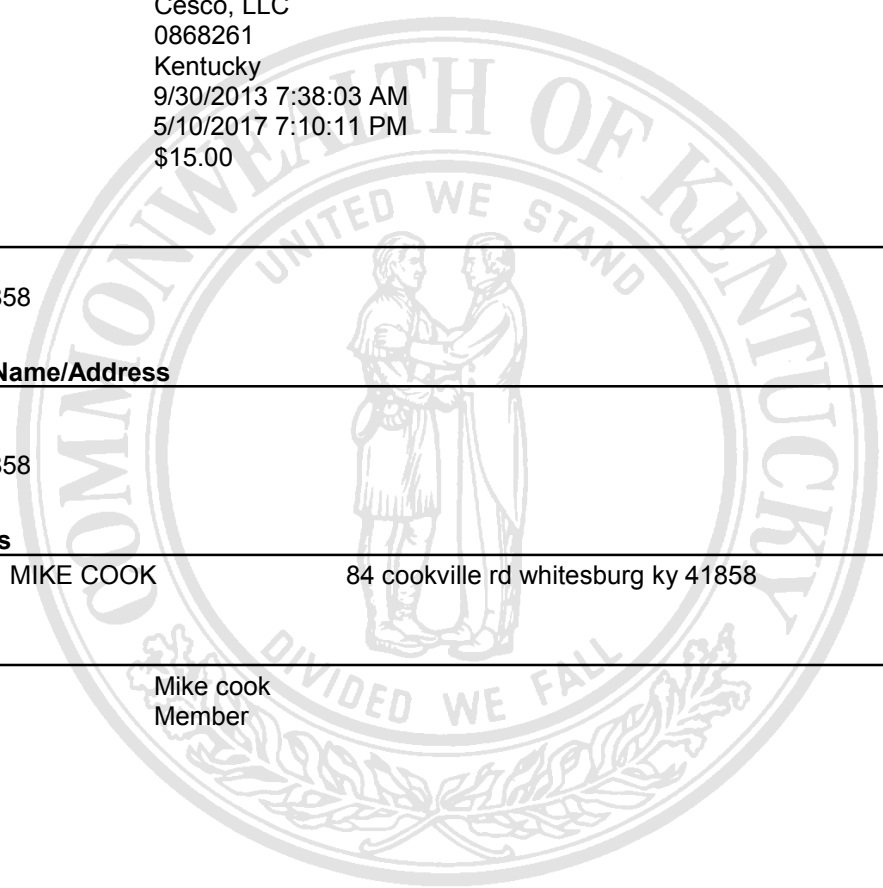 Cesco, LLC
0868261
Kentucky
9/30/2013 7:38:03 AM
5/10/2017 7:10:11 PM
$15.00
COMMONWEALTH OF KENTUCKY
UNITED WE STAND
858
Name/Address
858
s
MIKE COOK 84 cookville rd whitesburg ky 41858
Mike cook
Member
DIVIDED WE FALL